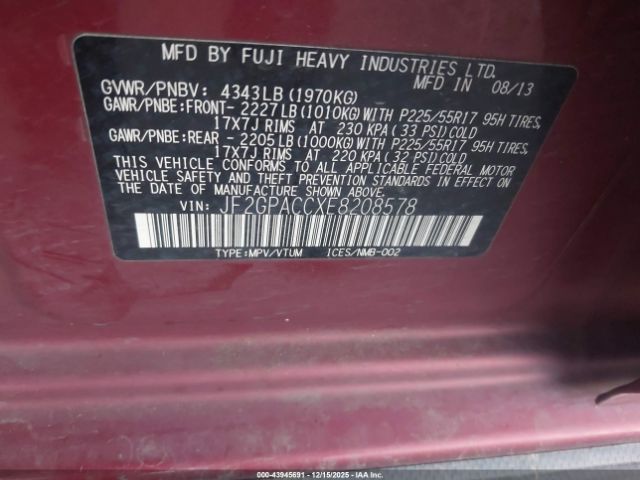 MFD BY FUJI HEAVY INDUSTRIES LTD.
MFD IN 08/13
GVWR/PNBV: 4343LB (1970KG)
GAWR/PNBE:FRONT- 2227LB (1010KG) WITH P225/55R17 95H TIRES,
17X7J RIMS AT 230 KPA (33 PSI) COLD
GAWR/PNBE:REAR - 2205LB (1000KG) WITH P225/55R17 95H TIRES,
17X7J RIMS AT 220 KPA (32 PSI) COLD
THIS VEHICLE CONFORMS TO ALL APPLICABLE FEDERAL MOTOR
VEHICLE SAFETY AND THEFT PREVENTION STANDARDS IN EFFECT
ON THE DATE OF MANUFACTURE SHOWN ABOVE.
VIN: JF2GPACCXE8208578
TYPE:MPV/VTUM ICES/NMB-002
000-43945691 - 12/15/2025 - IAAI.COM